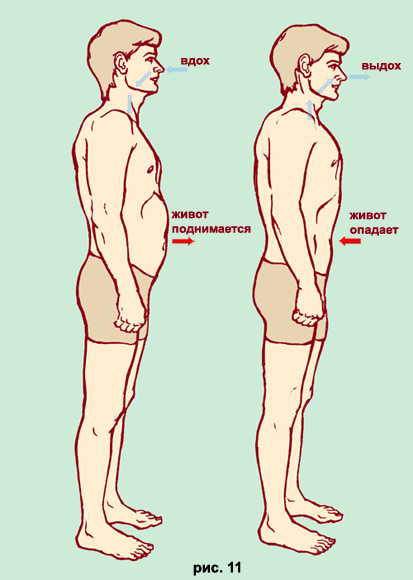 вдох
выдох
живот
поднимается
живот
опадает
рис. 11